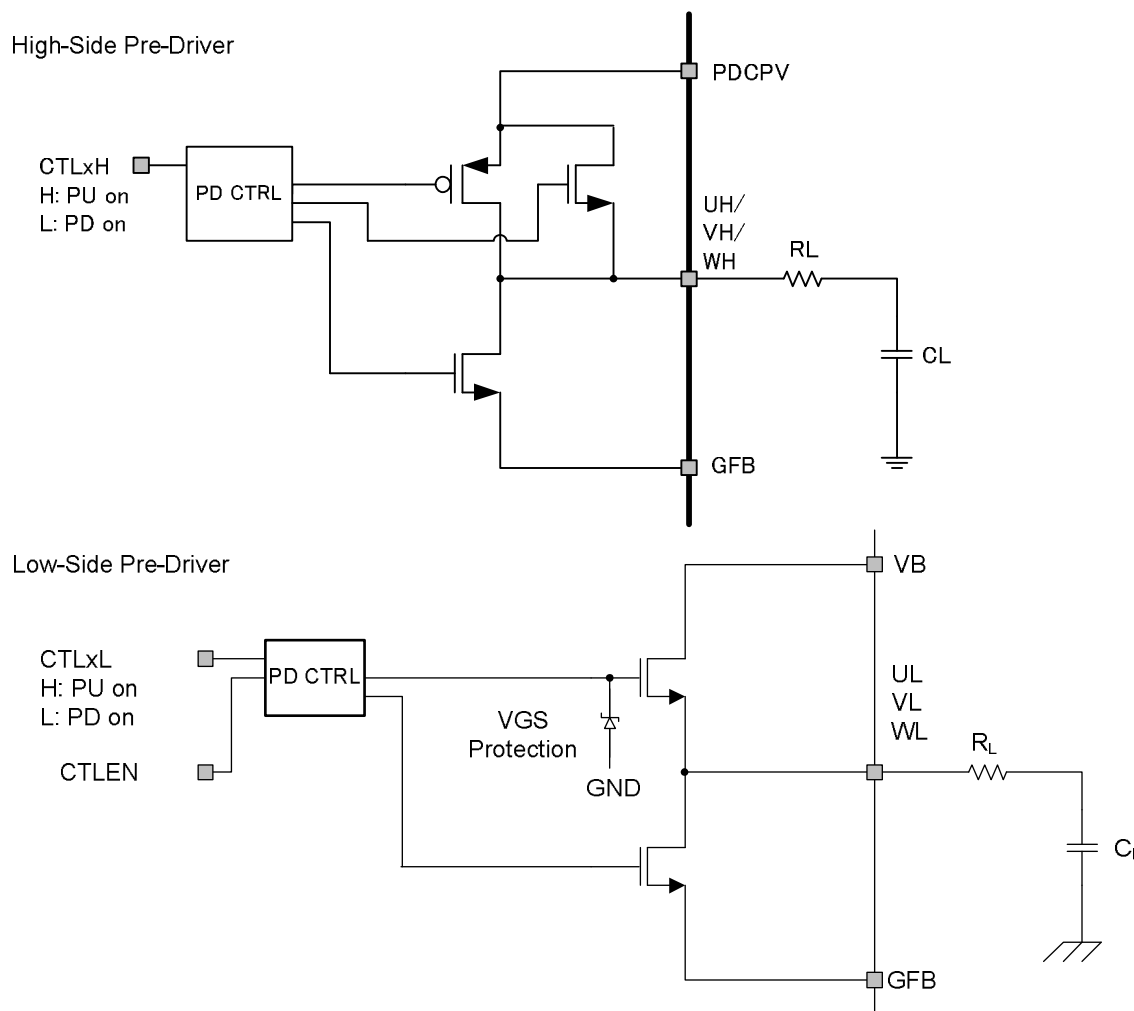 High-Side Pre-Driver
PDCPV
CTLxH
H: PU on
L: PD on
PD CTRL
UH/
VH/
WH
RL
CL
GFB
Low-Side Pre-Driver
VB
CTLxL
H: PU on
L: PD on
PD CTRL
CTLEN
VGS
Protection
GND
UL
VL
WL
RL
GFB